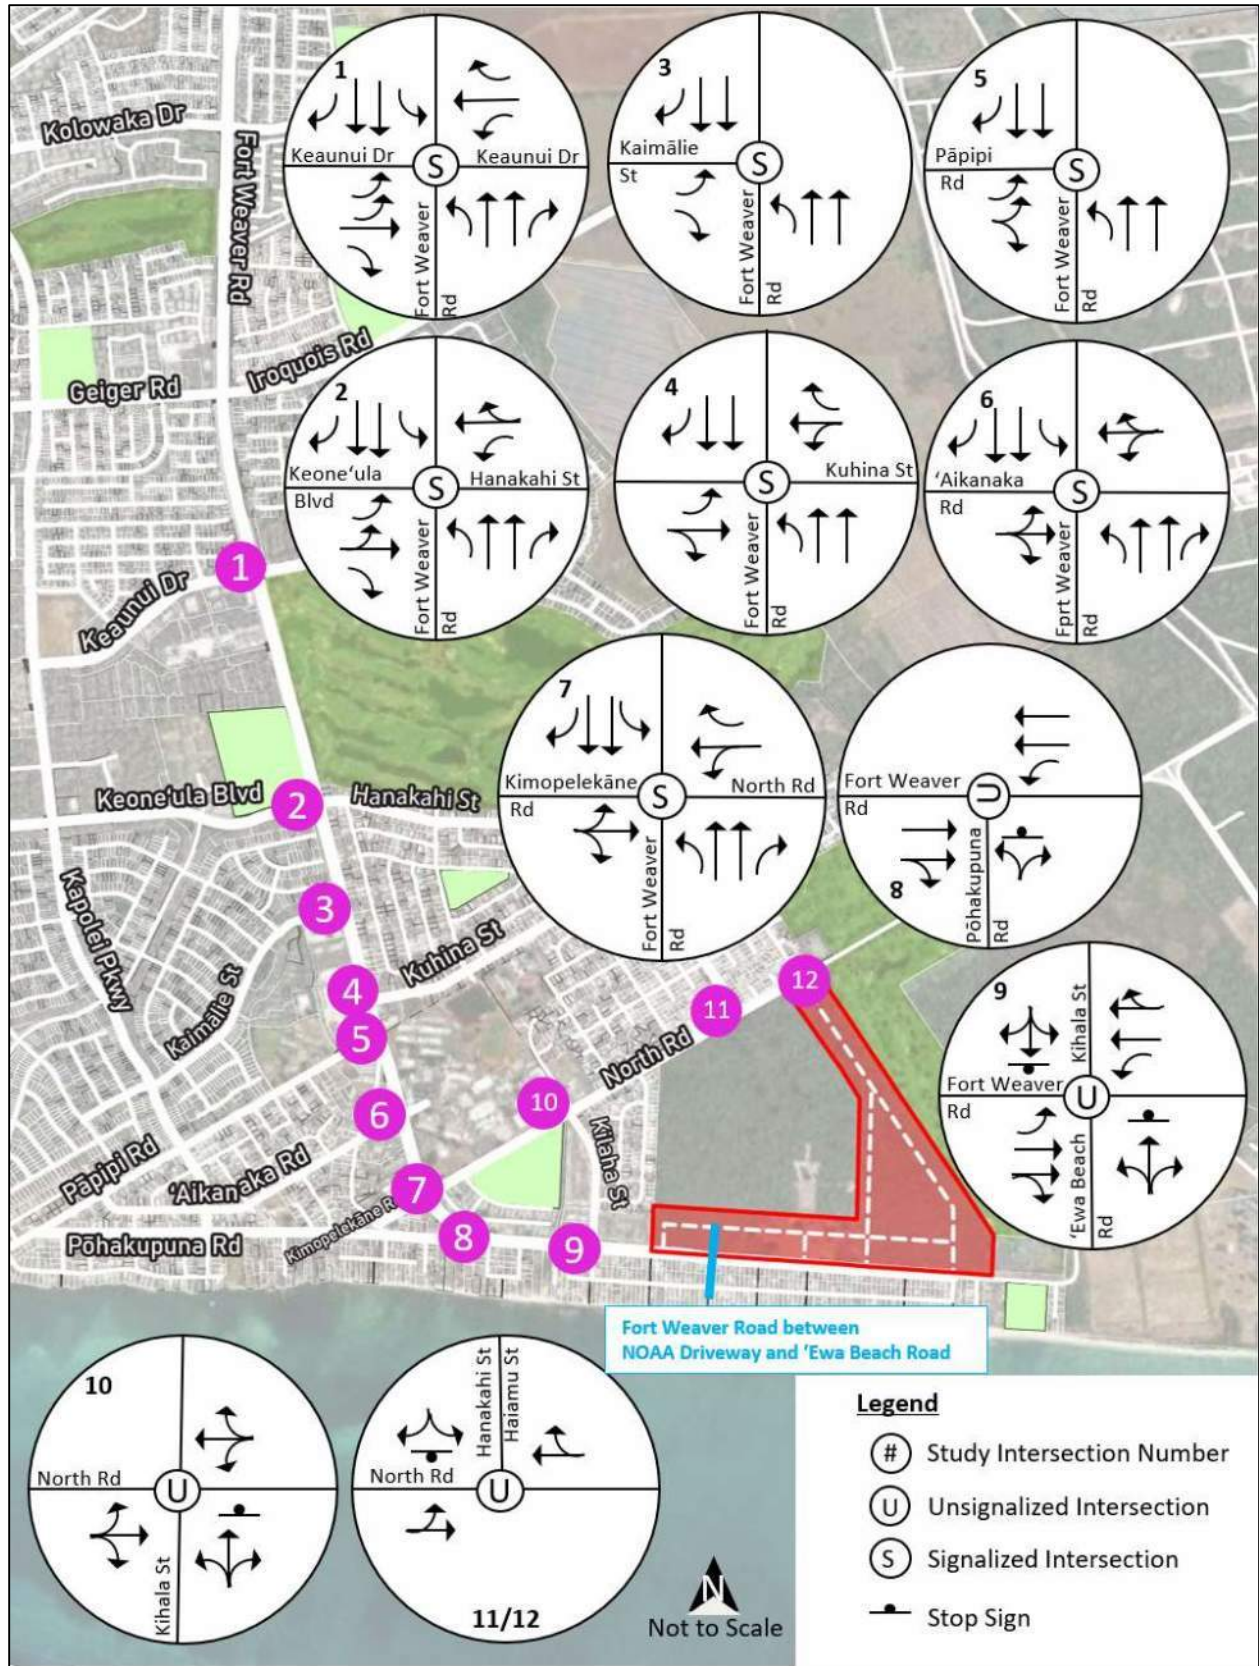 1
Keaunui Dr
Keaunui Dr
S
Fort Weaver
Rd
3
Kaimālie
St
S
Fort Weaver
Rd
5
Pāpipi
Rd
S
Fort Weaver
Rd
Kolowaka Dr
Fort Weaver Rd
Iroquois Rd
Geiger Rd
2
Keone‘ula
Blvd
Hanakahi St
S
Fort Weaver
Rd
4
Kuhina St
S
Fort Weaver
Rd
6
‘Aikanaka
Rd
S
Fprt Weaver
Rd
1
Keaunui Dr
7
Kimopelekāne
Rd
North Rd
S
Fort Weaver
Rd
Fort Weaver
Rd
U
8
Pōhakupuna
Rd
Keone‘ula Blvd
2
Hanakahi St
3
Kapolei Pkwy
Kaimālie St
4
Kuhina St
5
12
11
North Rd
10
6
Kilaha St
Pāpipi Rd
‘Aikanaka Rd
7
Kimopelekāne R
Pōhakupuna Rd
8
9
9
Kihala St
Fort Weaver
Rd
U
‘Ewa Beach
Rd
Fort Weaver Road between
NOAA Driveway and ‘Ewa Beach Road
10
North Rd
U
Kihala St
Hanakahi St
Haiamu St
North Rd
U
11/12
N
Not to Scale
Legend
# Study Intersection Number
U Unsignalized Intersection
S Signalized Intersection
Stop Sign